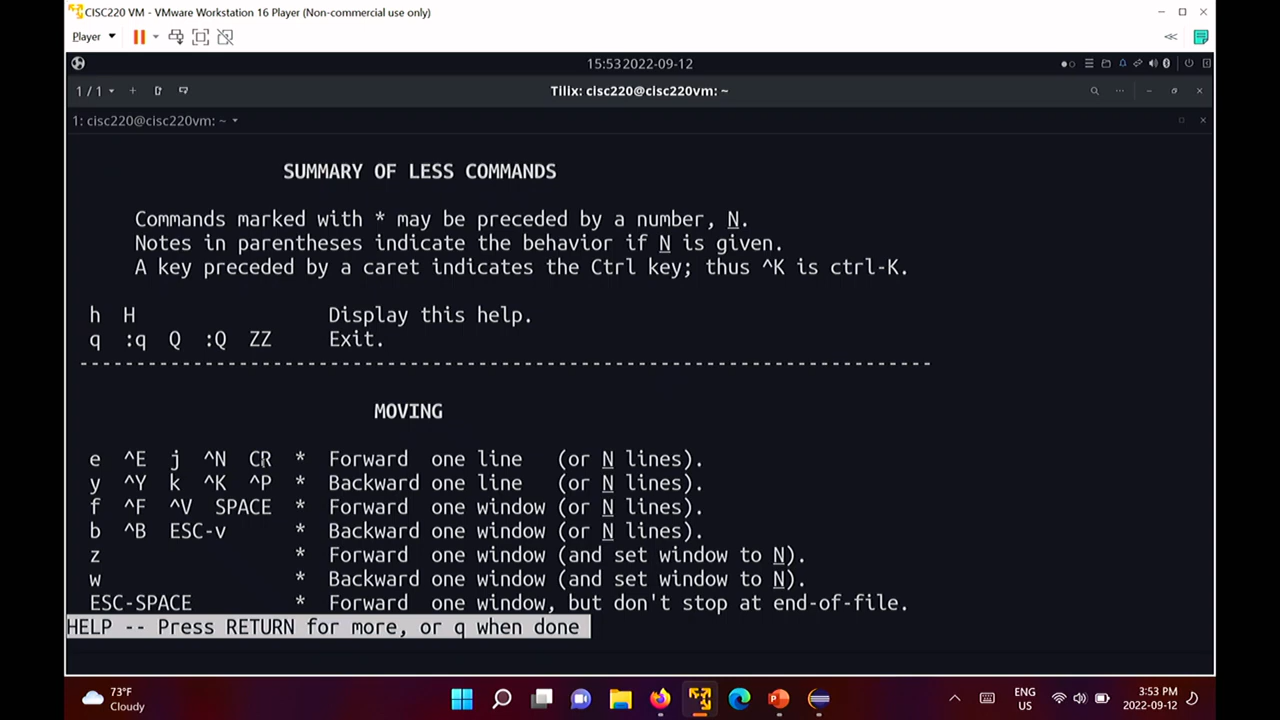 CISC220 VM - VMware Workstation 16 Player (Non-commercial use only)
Player
15:53 2022-09-12
1 / 1
Tilix: cisc220@cisc220vm: ~
1: cisc220@cisc220vm: ~
SUMMARY OF LESS COMMANDS
Commands marked with * may be preceded by a number, N.
Notes in parentheses indicate the behavior if N is given.
A key preceded by a caret indicates the Ctrl key; thus ^K is ctrl-K.
h H Display this help.
q :q Q :Q ZZ Exit.
---------------------------------------------------------------------------
MOVING
e ^E j ^N CR * Forward one line (or N lines).
y ^Y k ^K ^P * Backward one line (or N lines).
f ^F ^V SPACE * Forward one window (or N lines).
b ^B ESC-v * Backward one window (or N lines).
z * Forward one window (and set window to N).
w * Backward one window (and set window to N).
ESC-SPACE * Forward one window, but don't stop at end-of-file.
HELP -- Press RETURN for more, or q when done
73°F
Cloudy
ENG
US
3:53 PM
2022-09-12